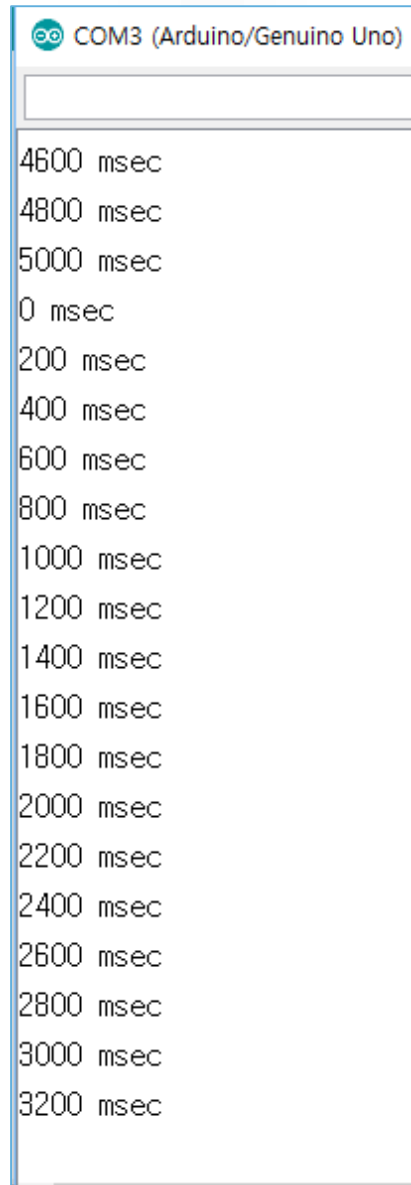 COM3 (Arduino/Genuino Uno)
4600 msec
4800 msec
5000 msec
0 msec
200 msec
400 msec
600 msec
800 msec
1000 msec
1200 msec
1400 msec
1600 msec
1800 msec
2000 msec
2200 msec
2400 msec
2600 msec
2800 msec
3000 msec
3200 msec